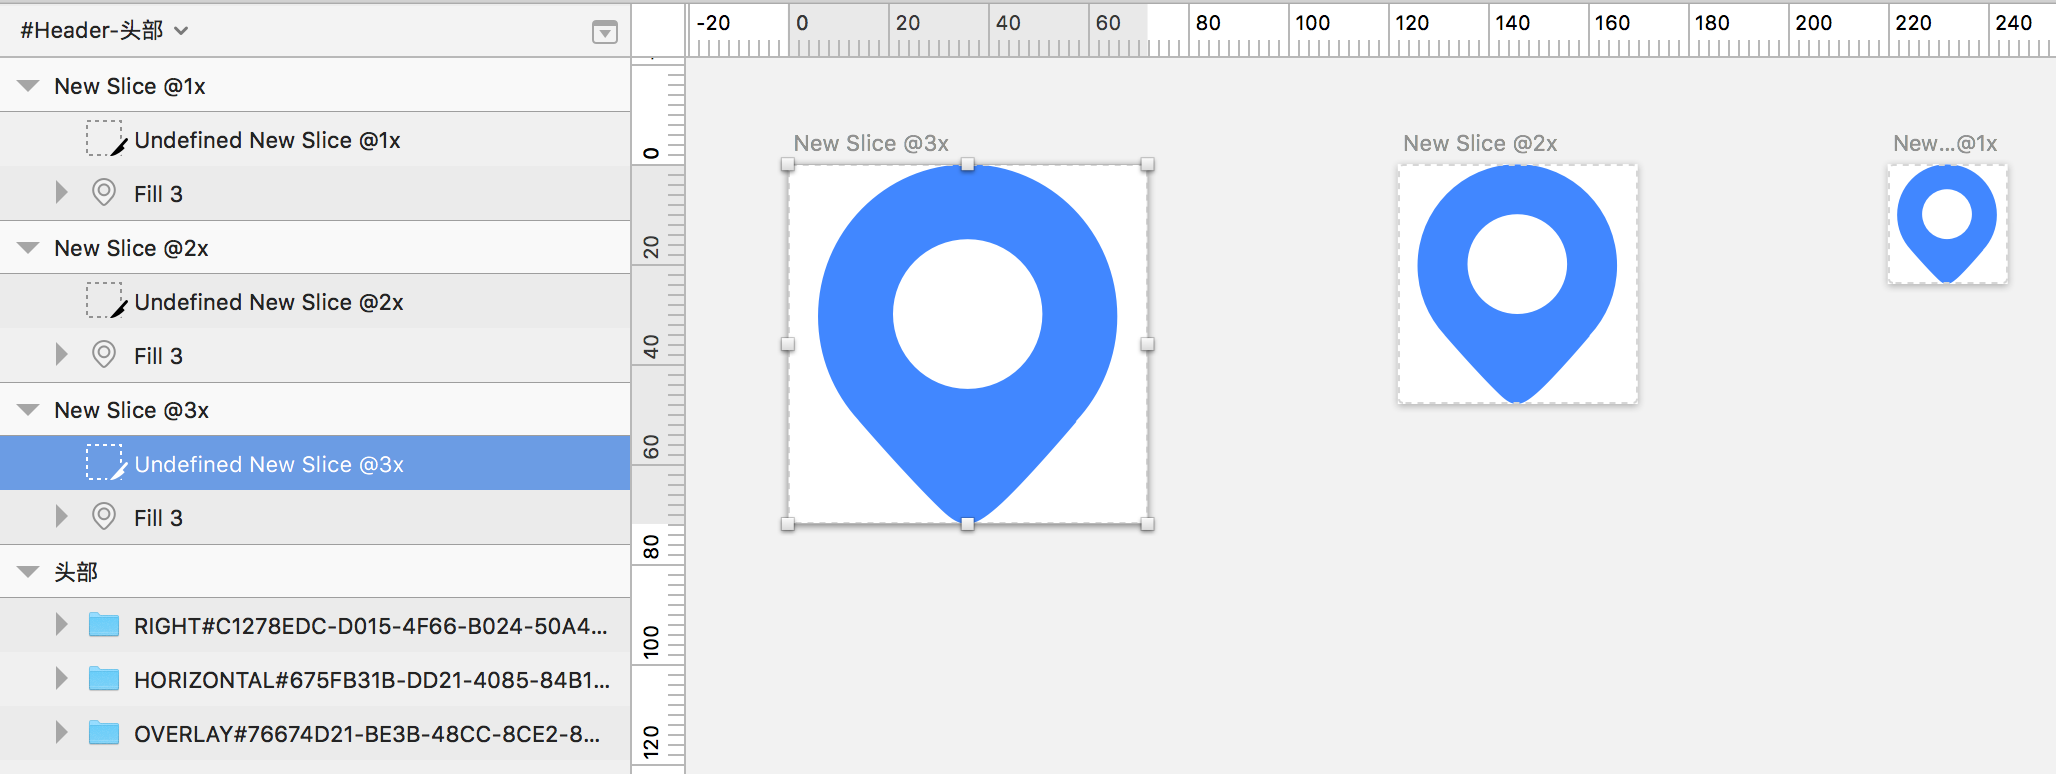 #Header-头部
New Slice @1x
Undefined New Slice @1x
Fill 3
New Slice @2x
Undefined New Slice @2x
Fill 3
New Slice @3x
Undefined New Slice @3x
Fill 3
头部
RIGHT#C1278EDC-D015-4F66-B024-50A4...
HORIZONTAL#675FB31B-DD21-4085-84B1...
OVERLAY#76674D21-BE3B-48CC-8CE2-8...
-20 0 20 40 60 80 100 120 140 160 180 200 220 240
0
20
40
60
80
100
120
New Slice @3x
New Slice @2x
New...@1x